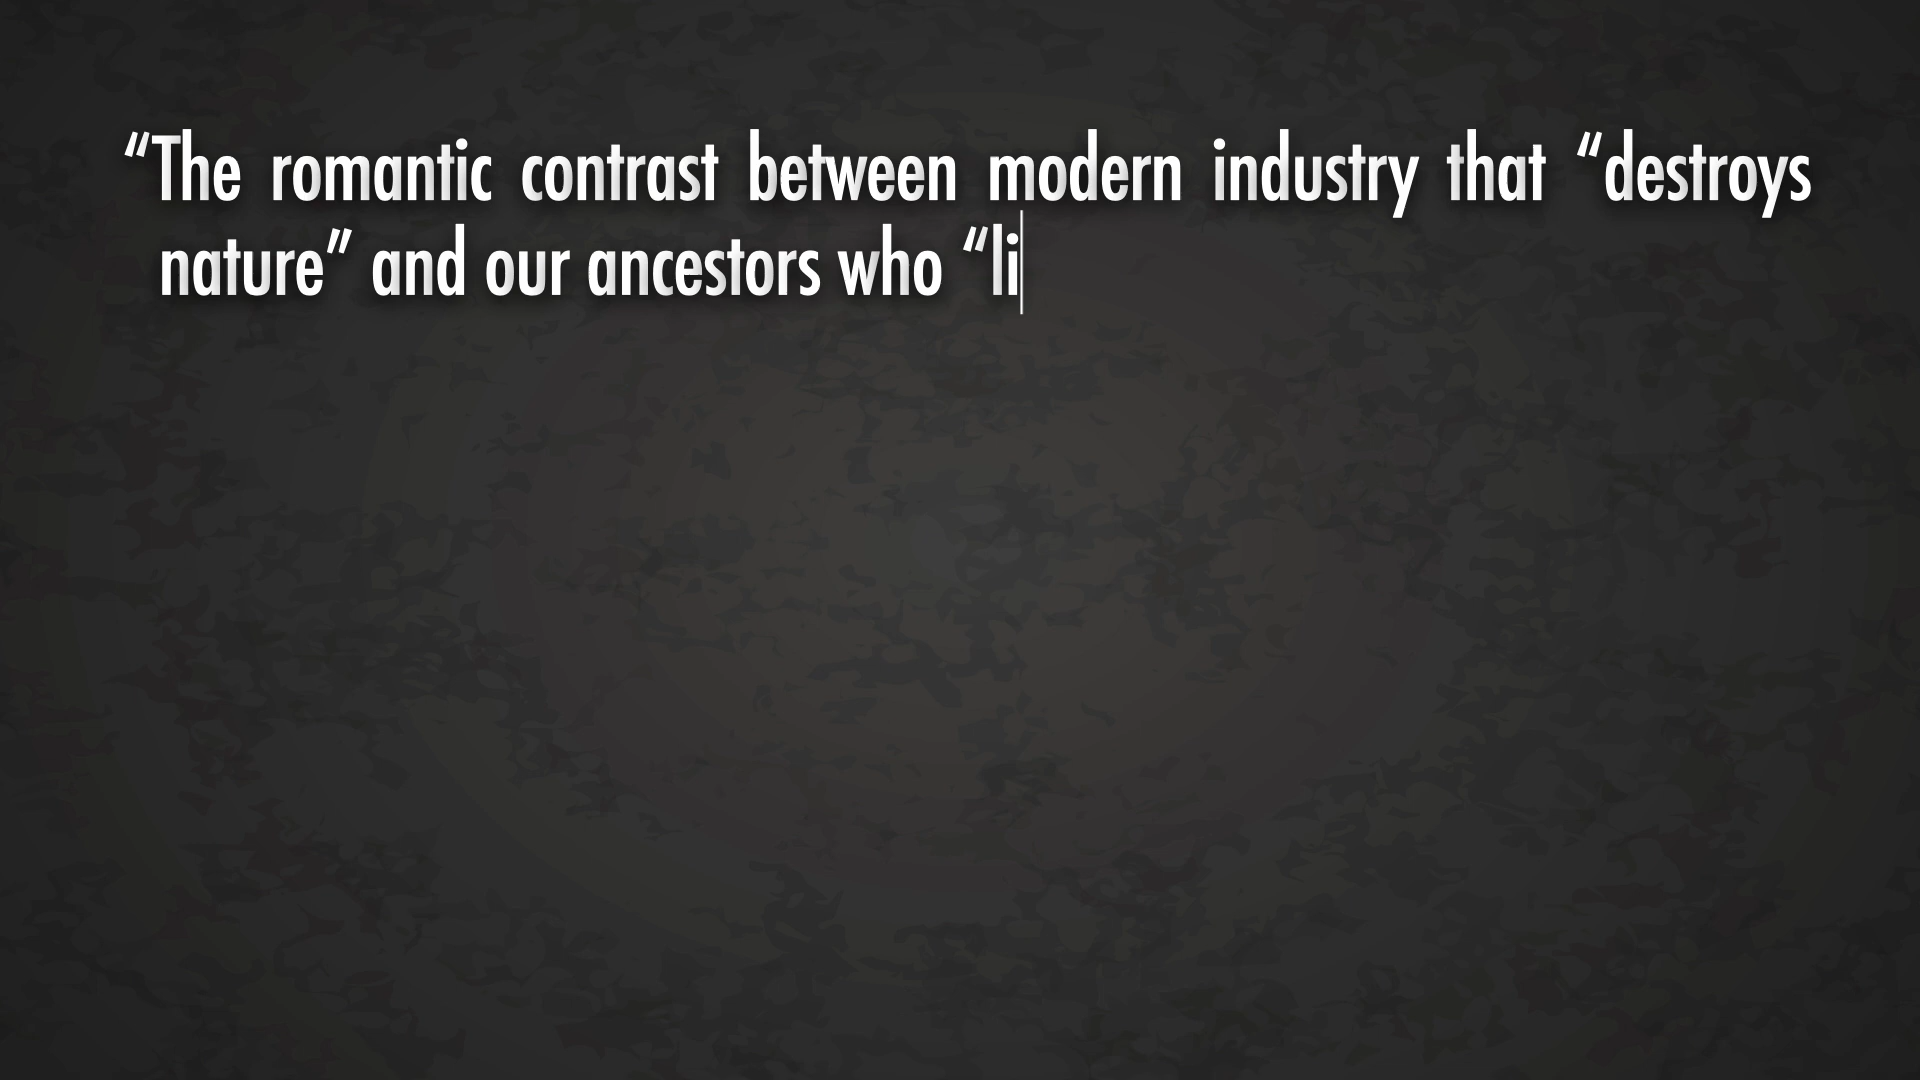 “The romantic contrast between modern industry that “destroys
nature” and our ancestors who “li